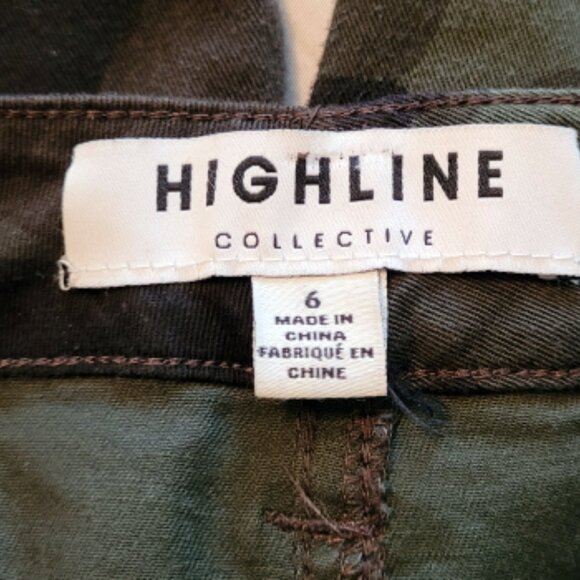 HIGHLINE
COLLECTIVE
6
MADE IN
CHINA
FABRIQUÉ EN
CHINE